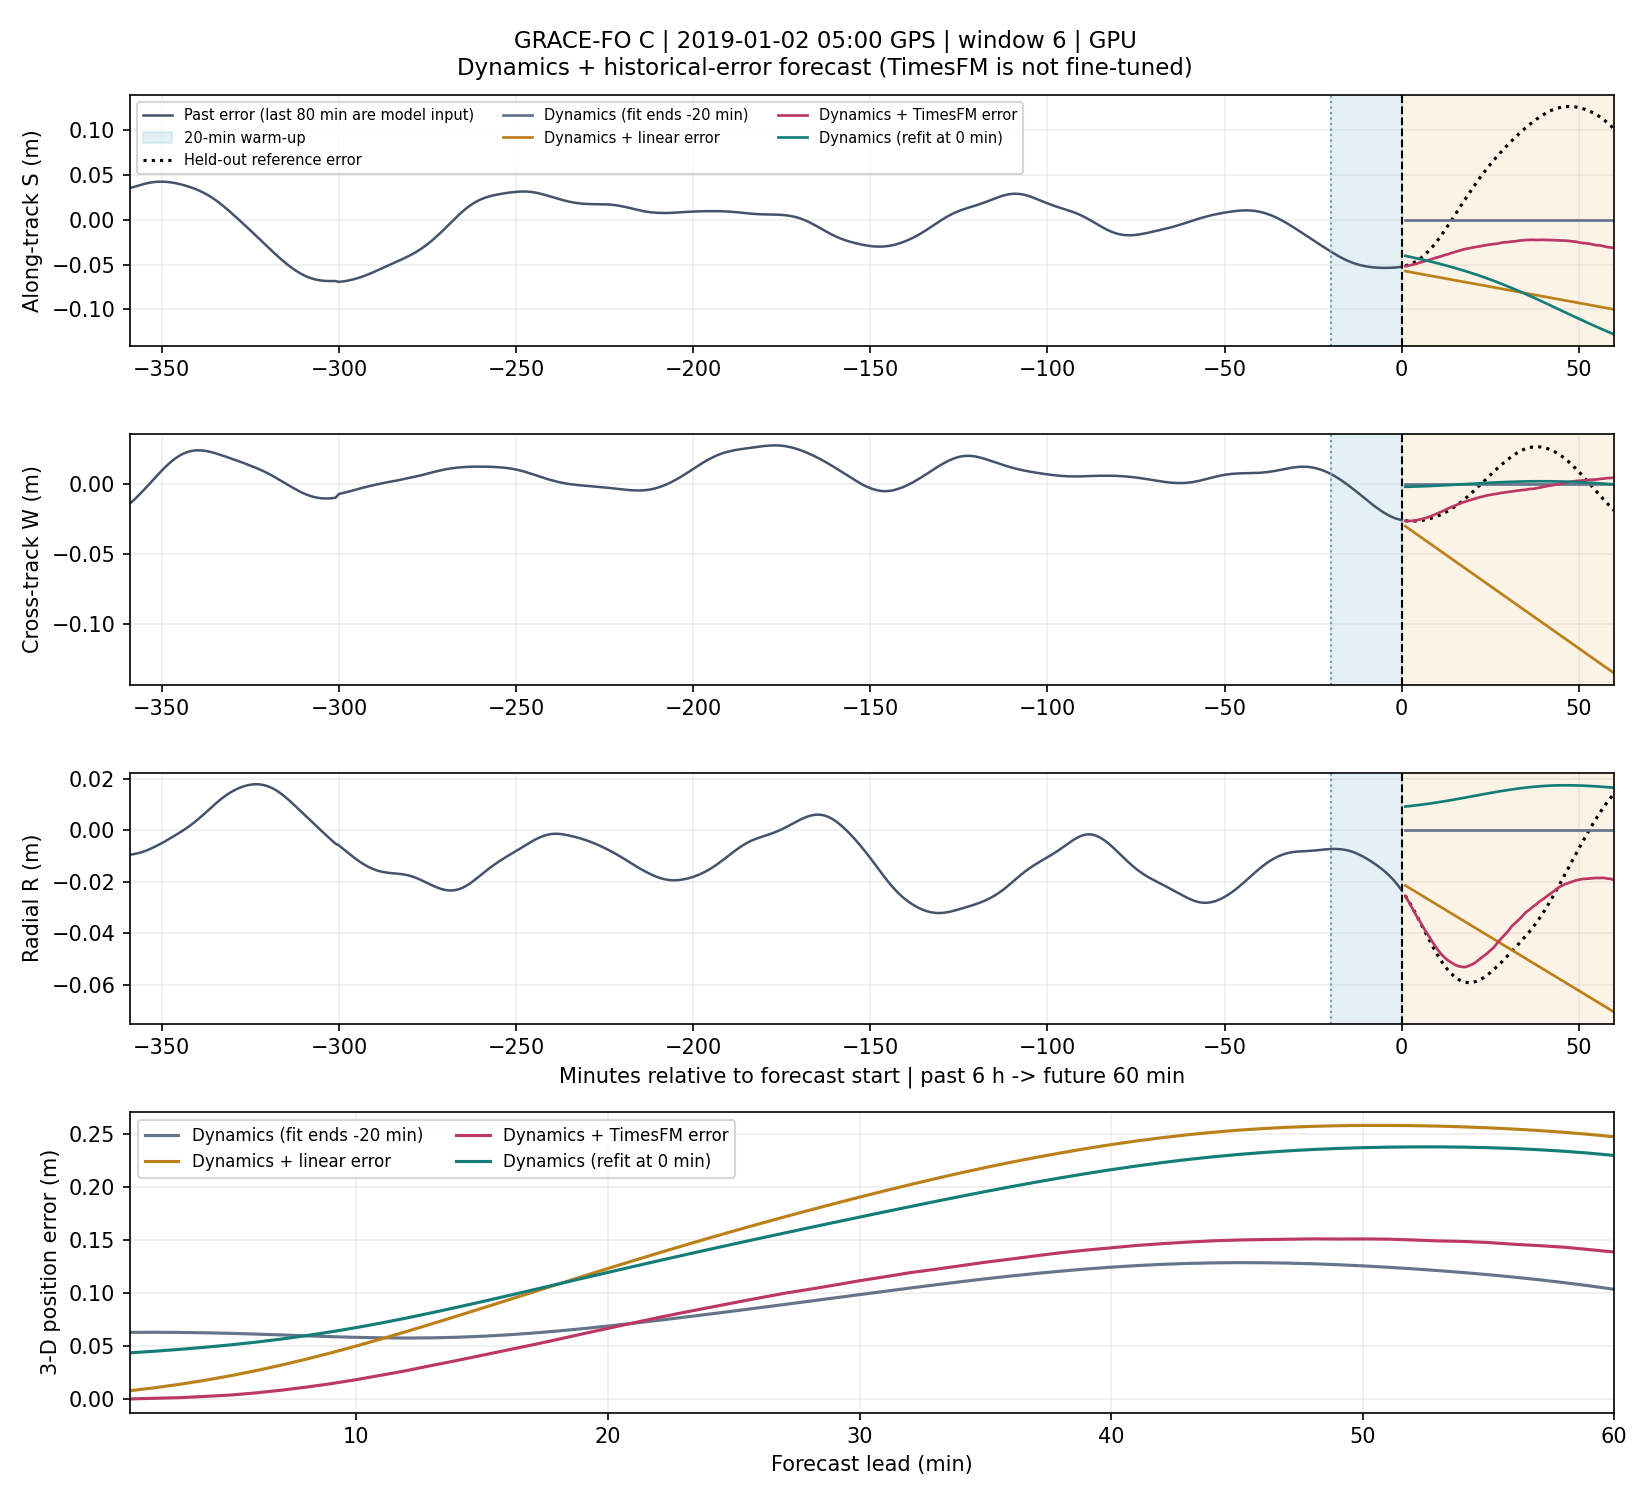 GRACE-FO C | 2019-01-02 05:00 GPS | window 6 | GPU
Dynamics + historical-error forecast (TimesFM is not fine-tuned)
Past error (last 80 min are model input)
20-min warm-up
Held-out reference error
Dynamics (fit ends -20 min)
Dynamics + linear error
Dynamics + TimesFM error
Dynamics (refit at 0 min)
Along-track S (m)
0.10
0.05
0.00
−0.05
−0.10
−350 −300 −250 −200 −150 −100 −50 0 50
Cross-track W (m)
0.00
−0.05
−0.10
−350 −300 −250 −200 −150 −100 −50 0 50
Radial R (m)
0.02
0.00
−0.02
−0.04
−0.06
−350 −300 −250 −200 −150 −100 −50 0 50
Minutes relative to forecast start | past 6 h -> future 60 min
Dynamics (fit ends -20 min)
Dynamics + linear error
Dynamics + TimesFM error
Dynamics (refit at 0 min)
3-D position error (m)
0.25
0.20
0.15
0.10
0.05
0.00
10 20 30 40 50 60
Forecast lead (min)